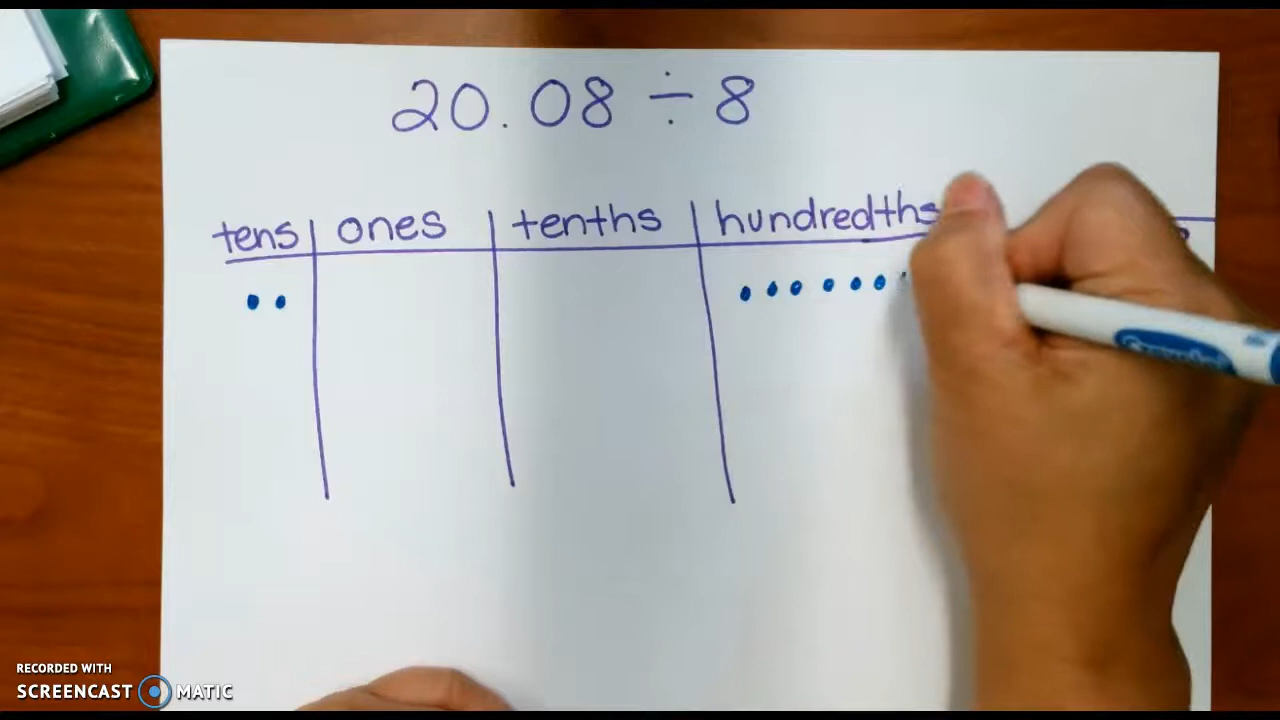 20.08 ÷ 8
tens ones tenths hundredths
RECORDED WITH
SCREENCAST MATIC